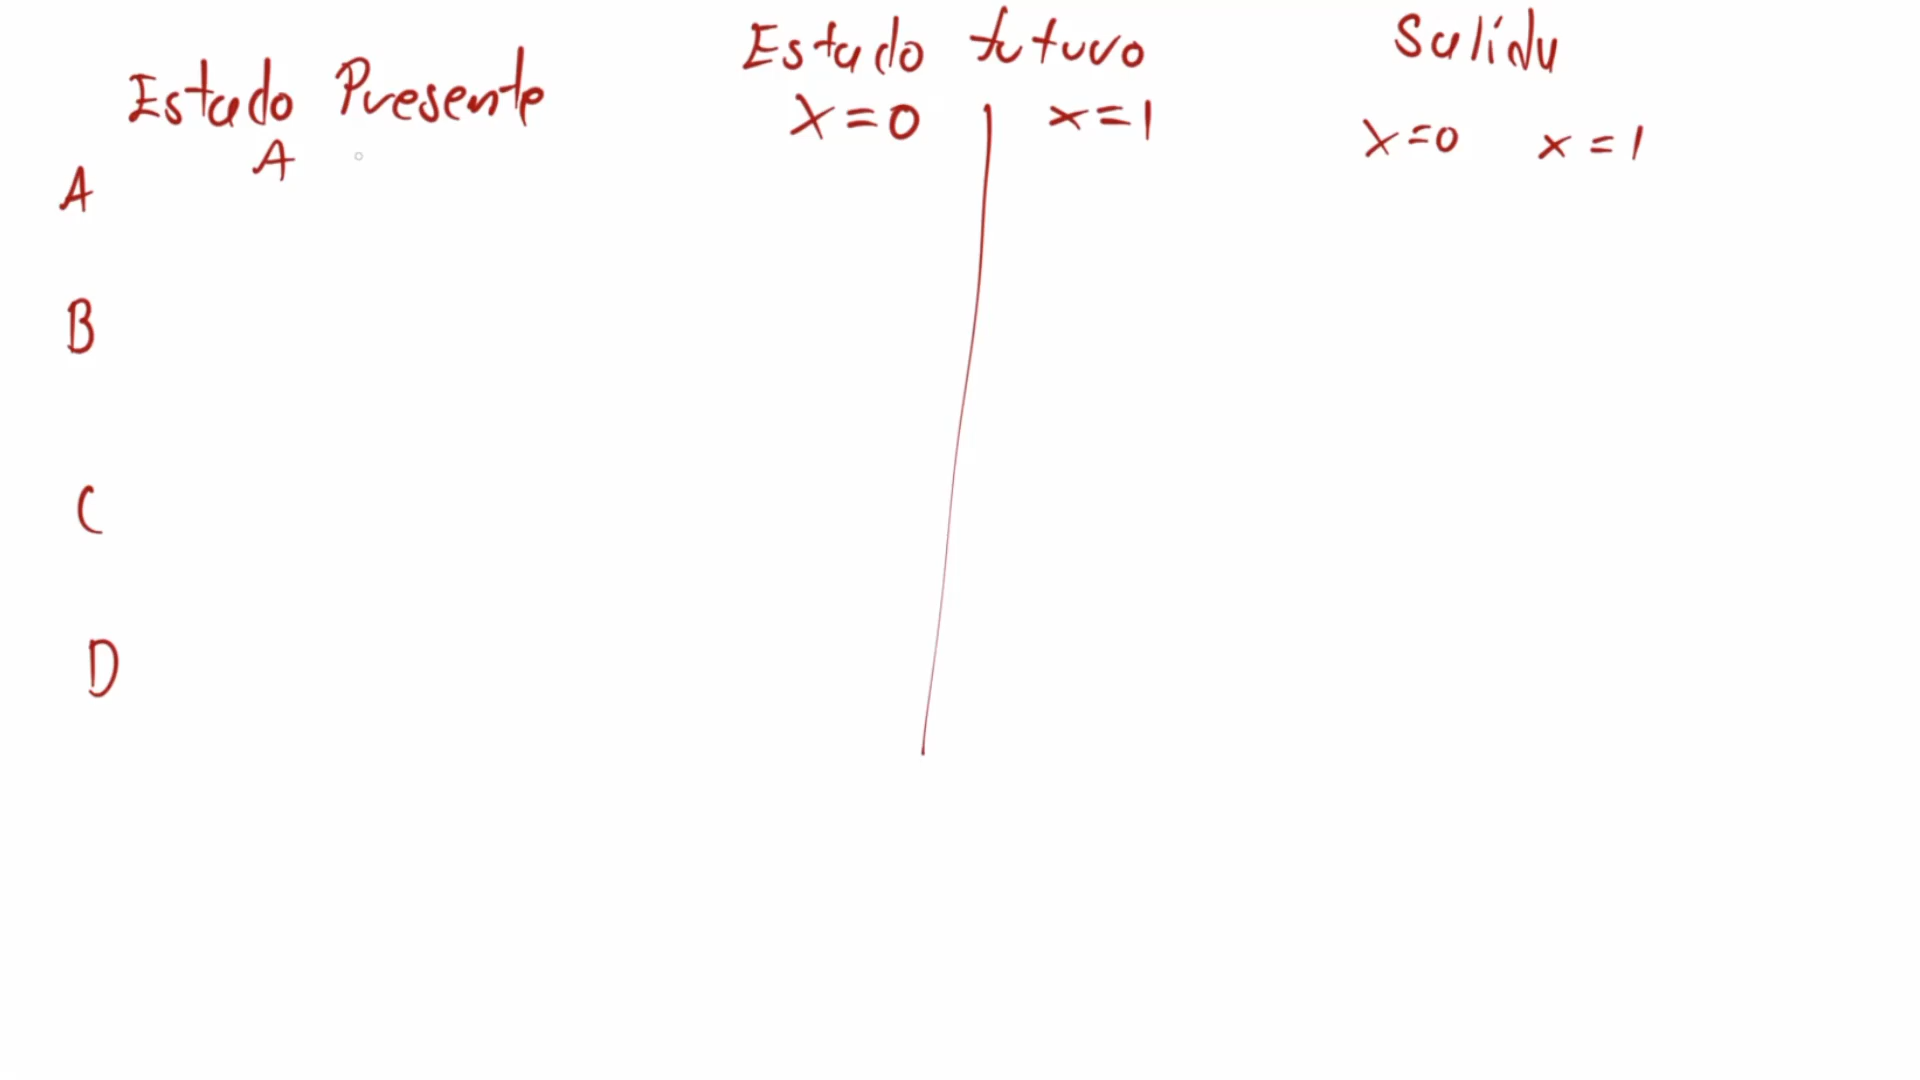 Estado Presente
A
Estado futuro
X=0 | x=1
Salida
X=0 x=1
A
B
C
D